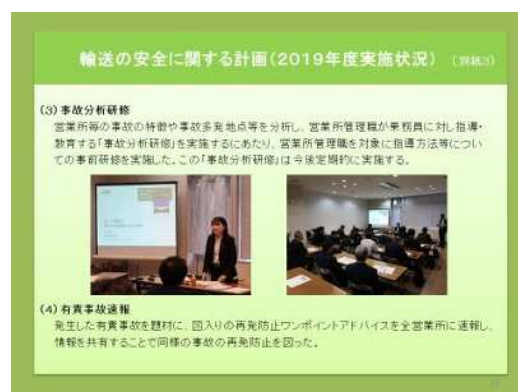 輸送の安全に関する計画(2019年度実施状況) (別紙3)
(3)事故分析研修
営業所毎の事故の特徴や事故多発地点等を分析し、営業所管理職が乗務員に対し指導・
教育する「事故分析研修」を実施するにあたり、営業所管理職を対象に指導方法等につい
ての事前研修を実施した。この「事故分析研修」は今後定期的に実施する。
(4)有責事故速報
発生した有責事故を題材に、図入りの再発防止ワンポイントアドバイスを全営業所に速報し、
情報を共有することで同様の事故の再発防止を図った。